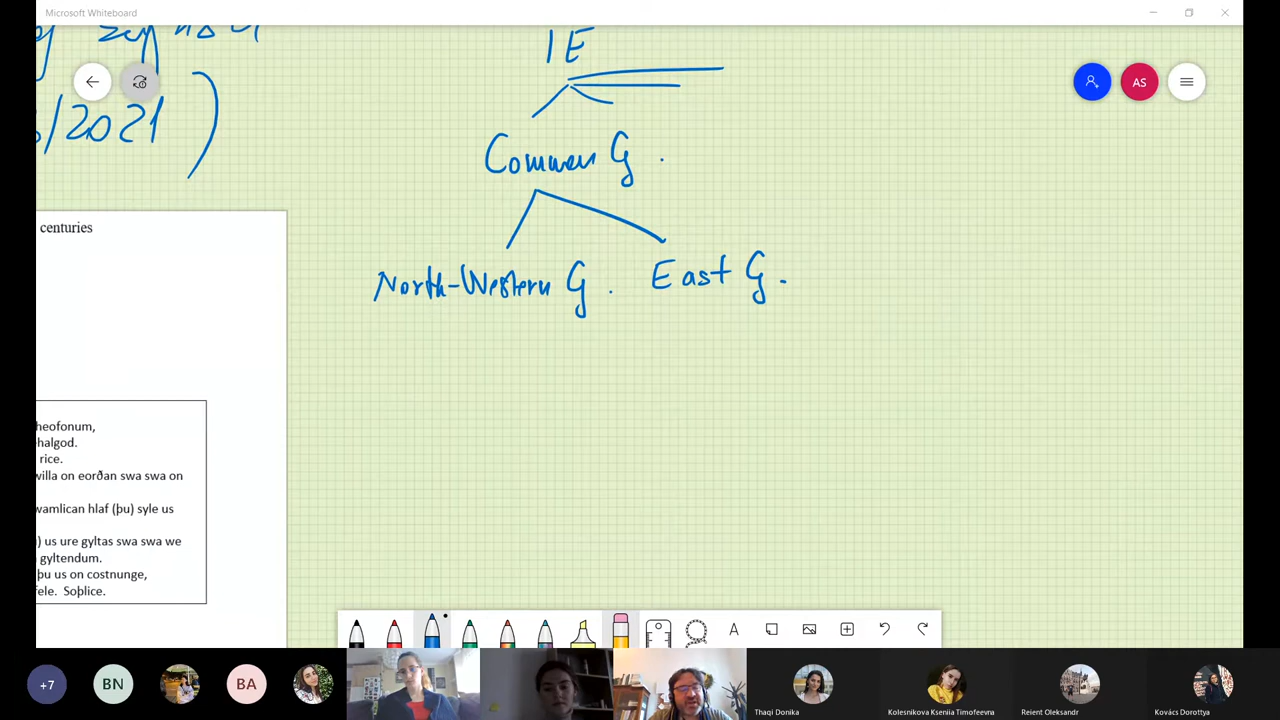 Microsoft Whiteboard
/2021 )
IE
AS
Common G.
centuries
North-Western G. East G.
heofonum,
ehalgod.
rice.
willa on eorðan swa swa on
wamlican hlaf (þu) syle us
) us ure gyltas swa swa we
gyltendum.
þu us on costnunge,
fele. Soþlice.
A
+7
BN
BA
Thaqi Donika
Kolesnikova Kseniia Timofeevna
Reient Oleksandr
Kovács Dorottya